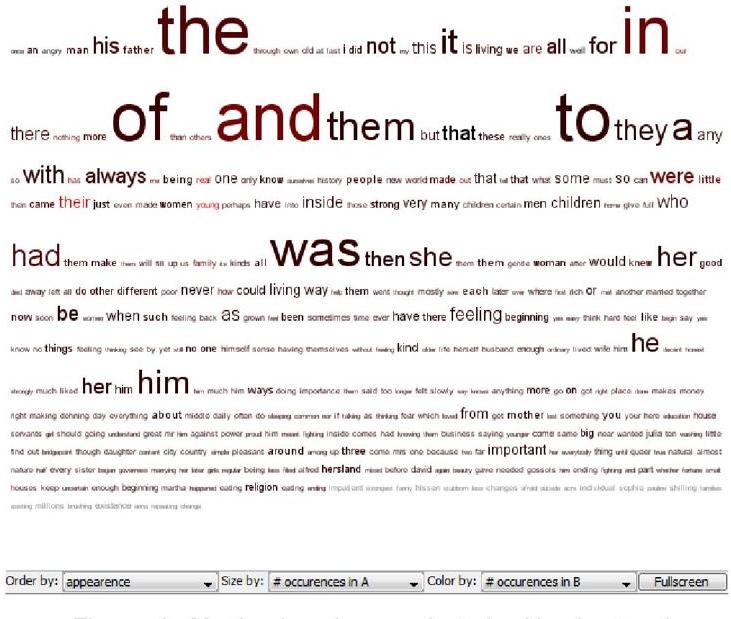 an angry man his father the through own old at last i did not my this it is living we are all well for in our
there nothing more of than others and them but that these really ones to they a any
so with has always me being real one only know ourselves history people new world made out that tell that what some must so can were little
then came their just even made women young perhaps have into inside those strong very many children certain men children give full who
had them make them will till up us family its kinds all was then she them them gentle woman after would knew her good
died away left all do other different poor never how could living way help them went thought mostly saw each later over where first rich or met another married together
now soon be women when such feeling back as grown feel been sometimes time ever have there feeling beginning yes easy think hard feel like begin say yes
know no things feeling thinking see by yet still no one himself sense having themselves without feeling kind older life herself husband enough ordinary lived wife him he decent honest
strongly much liked her him him him much him ways doing importance them said too longer felt slowly say knows anything more go on got right place done makes money
right making dehning day everything about middle daily often do sleeping common nor if talking as thinking fear which loved from get mother lost something you your here education house
servants girl should going understand great mr him against power proud him meant fighting inside comes had knowing them business saying younger come same big near wanted julia ten washing little
find out bridgepoint though daughter content city country simple pleasant around among up three come mrs one because two far important her everybody thing until queer true natural almost
nature half every sister began governess marrying her later girls regular being less filled alfred hersland mixed before david again beauty gave needed gossols him ending fighting and part whether fortune small
houses keep uncertain enough beginning martha happened eating religion eating ending impatient strongest fanny hissen stubborn loss changes afraid outside acre individual sophie pauline shilling families
existing millions brushing existence arms repeating change
Order by: appearence Size by: # occurences in A Color by: # occurences in B Fullscreen